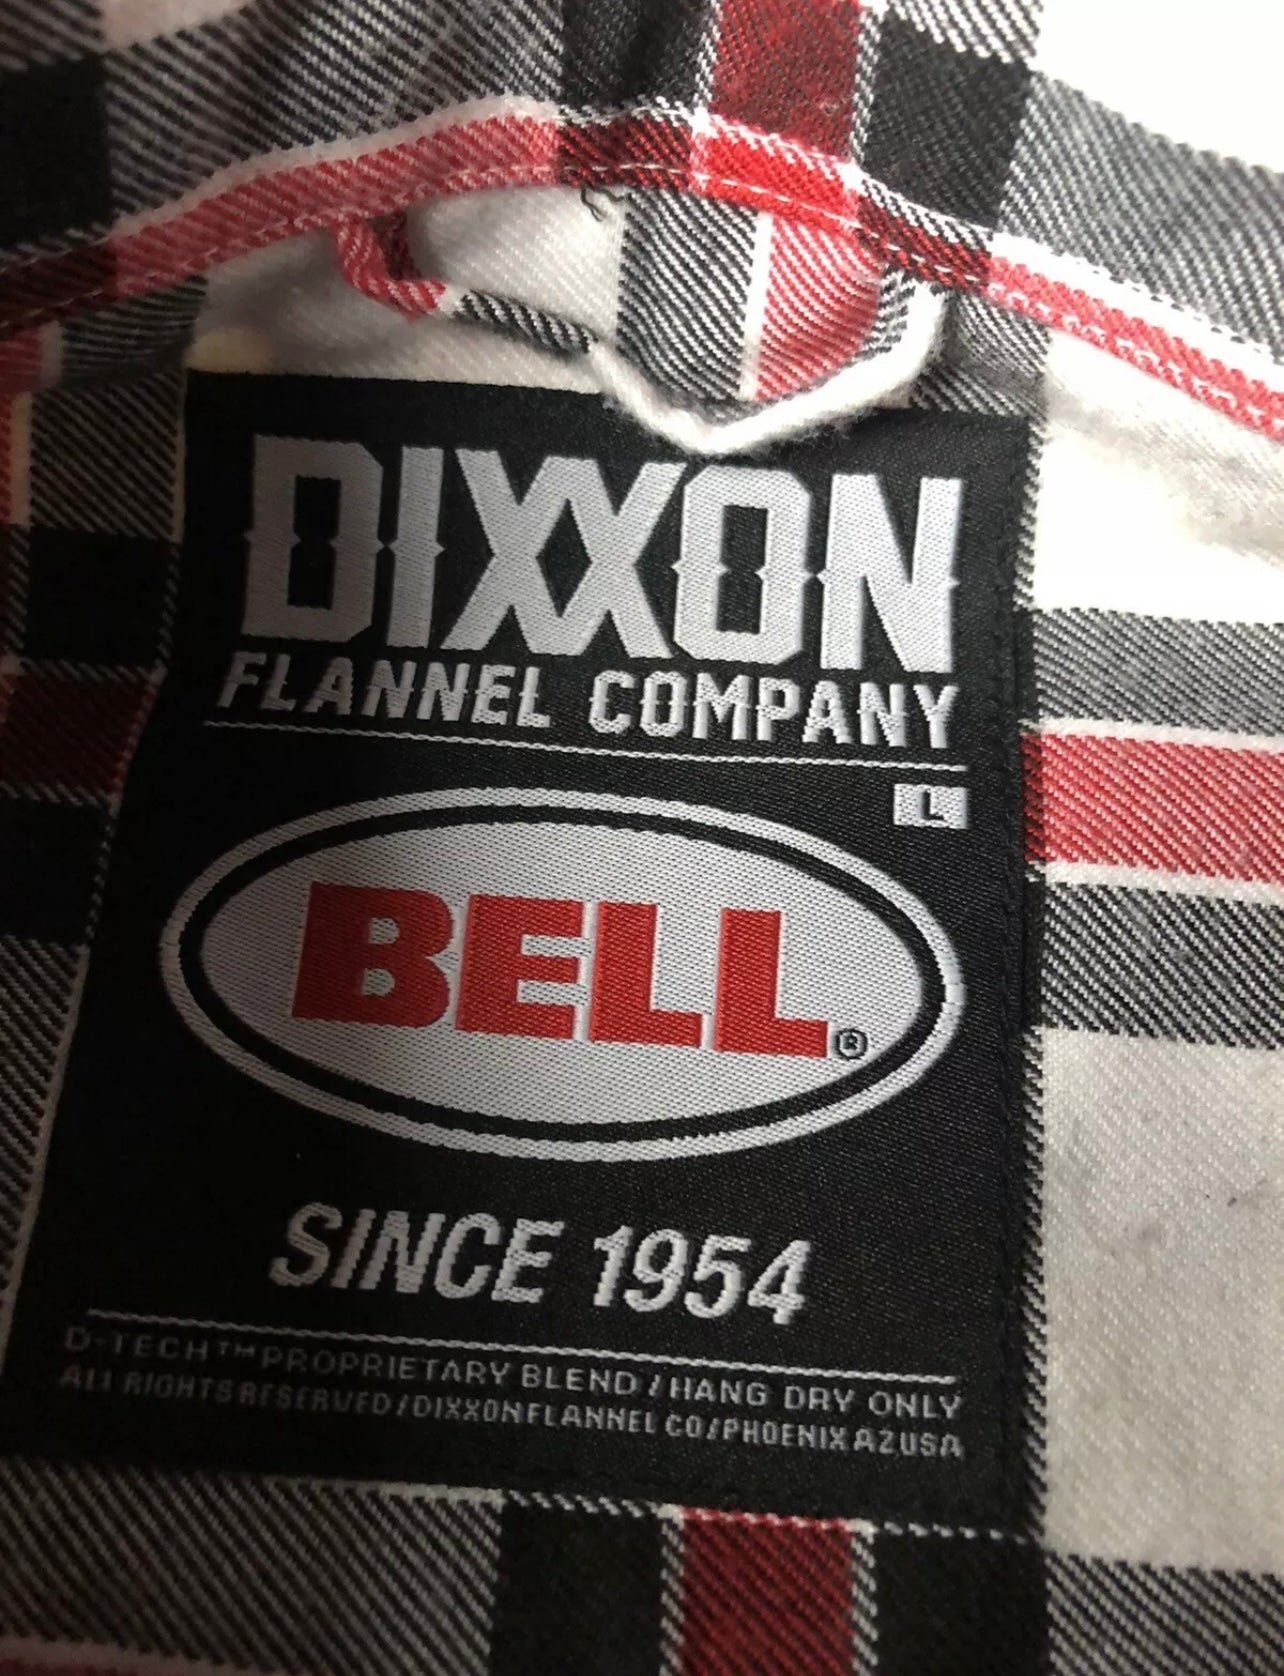 DIXXON
FLANNEL COMPANY
L
BELL®
SINCE 1954
D-TECH™ PROPRIETARY BLEND / HANG DRY ONLY
ALL RIGHTS RESERVED / DIXXON FLANNEL CO / PHOENIX AZ USA